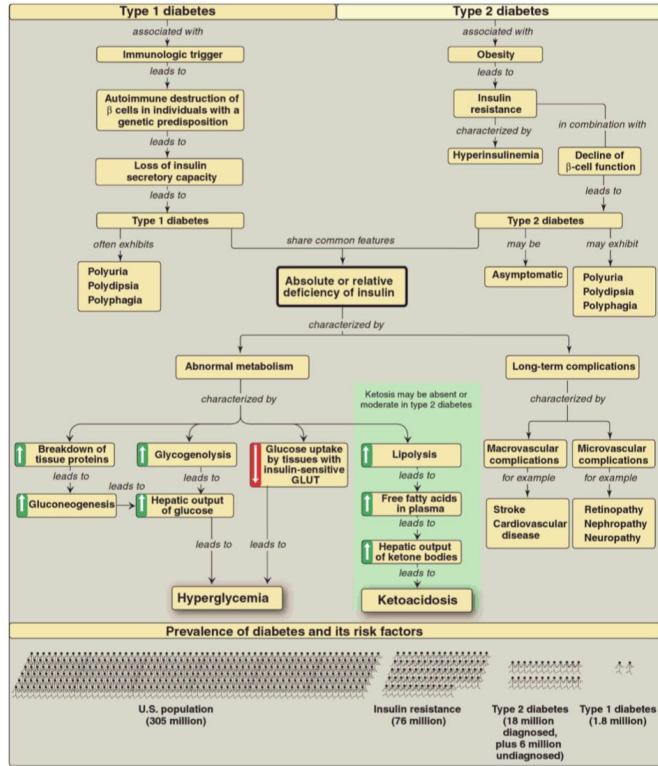 Type 1 diabetes
Type 2 diabetes
associated with
associated with
Immunologic trigger
Obesity
leads to
leads to
Autoimmune destruction of
β cells in individuals with a
genetic predisposition
Insulin
resistance
characterized by
in combination with
leads to
Hyperinsulinemia
Decline of
β-cell function
Loss of insulin
secretory capacity
leads to
leads to
Type 1 diabetes
Type 2 diabetes
often exhibits
share common features
may be
may exhibit
Polyuria
Polydipsia
Polyphagia
Absolute or relative
deficiency of insulin
Asymptomatic
Polyuria
Polydipsia
Polyphagia
characterized by
Abnormal metabolism
Long-term complications
characterized by
Ketosis may be absent or
moderate in type 2 diabetes
characterized by
Breakdown of
tissue proteins
Glycogenolysis
Glucose uptake
by tissues with
insulin-sensitive
GLUT
Lipolysis
Macrovascular
complications
Microvascular
complications
leads to
leads to
leads to
for example
for example
Gluconeogenesis
leads to
Hepatic output
of glucose
Free fatty acids
in plasma
Stroke
Cardiovascular
disease
Retinopathy
Nephropathy
Neuropathy
leads to
leads to
leads to
Hepatic output
of ketone bodies
leads to
Hyperglycemia
Ketoacidosis
Prevalence of diabetes and its risk factors
U.S. population
(305 million)
Insulin resistance
(76 million)
Type 2 diabetes
(18 million
diagnosed,
plus 6 million
undiagnosed)
Type 1 diabetes
(1.8 million)